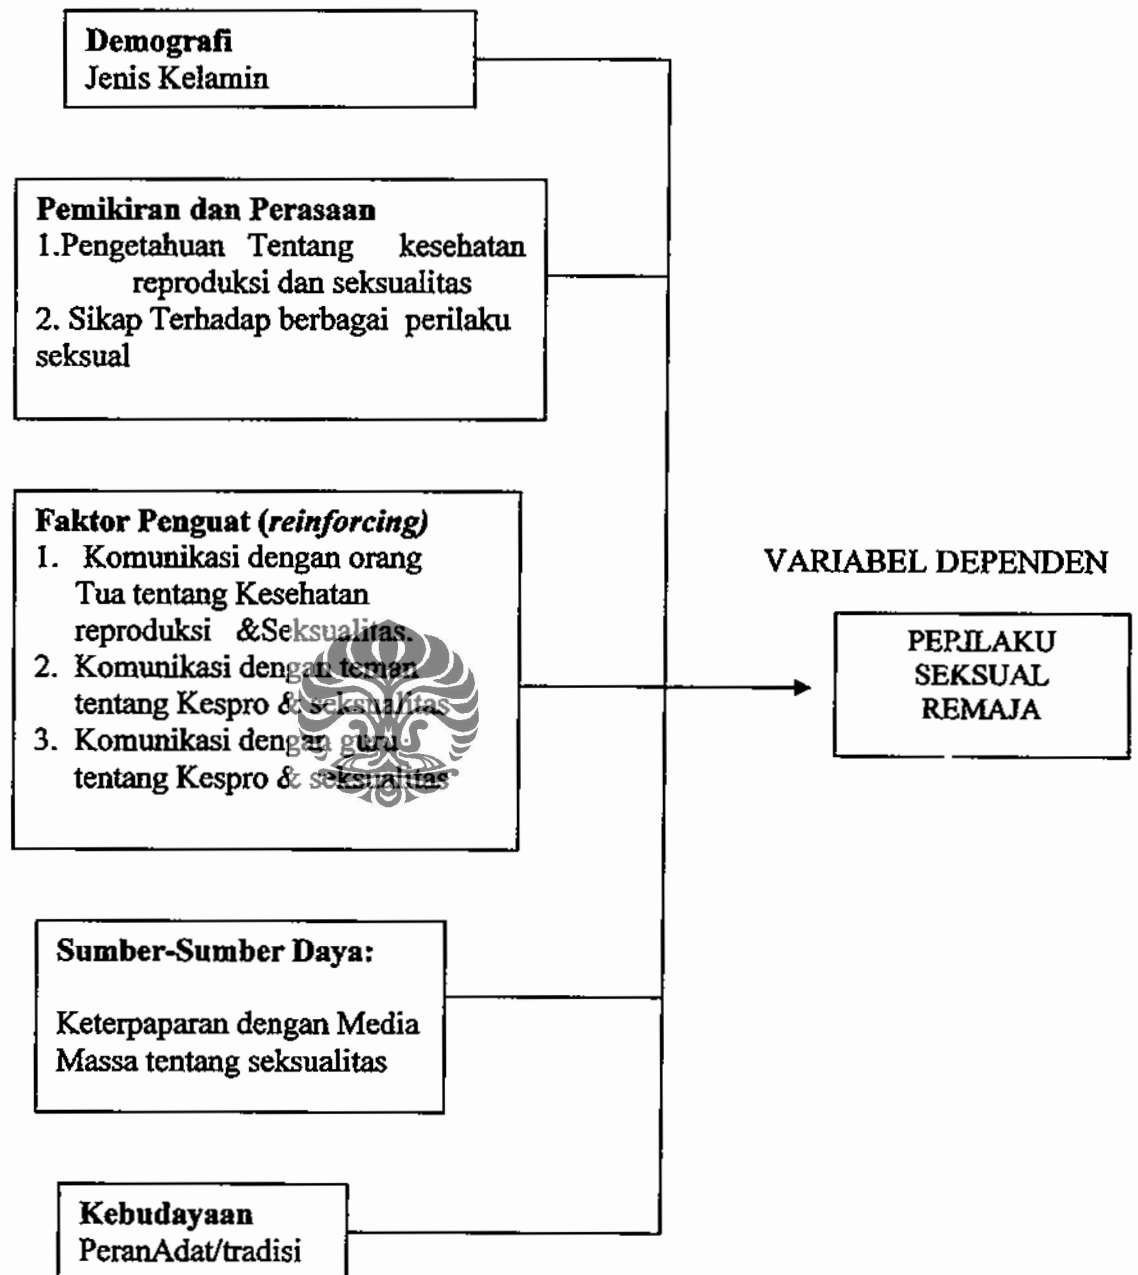 Demografi
Jenis Kelamin
Pemikiran dan Perasaan
1.Pengetahuan Tentang kesehatan
reproduksi dan seksualitas
2. Sikap Terhadap berbagai perilaku
seksual
Faktor Penguat (reinforcing)
1. Komunikasi dengan orang
Tua tentang Kesehatan
reproduksi &Seksualitas.
2. Komunikasi dengan teman
tentang Kespro & seksualitas
3. Komunikasi dengan guru
tentang Kespro & seksualitas
VARIABEL DEPENDEN
PERILAKU
SEKSUAL
REMAJA
Sumber-Sumber Daya:
Keterpaparan dengan Media
Massa tentang seksualitas
Kebudayaan
PeranAdat/tradisi